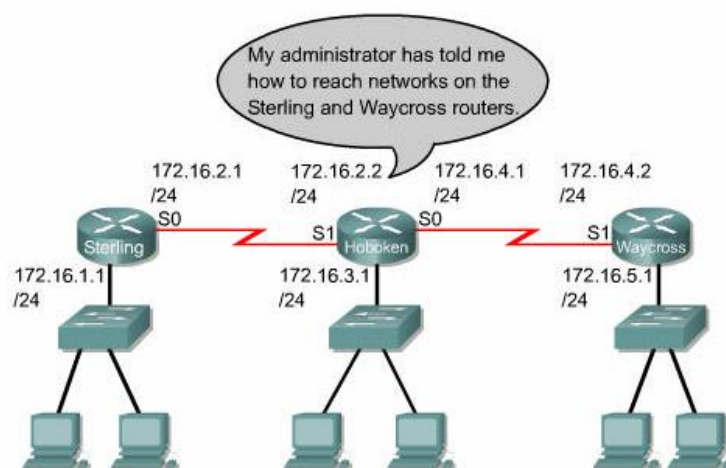 My administrator has told me
how to reach networks on the
Sterling and Waycross routers.
172.16.2.1
/24
172.16.2.2
/24
172.16.4.1
/24
172.16.4.2
/24
S0
S1
S0
S1
Sterling
Hoboken
Waycross
172.16.1.1
/24
172.16.3.1
/24
172.16.5.1
/24